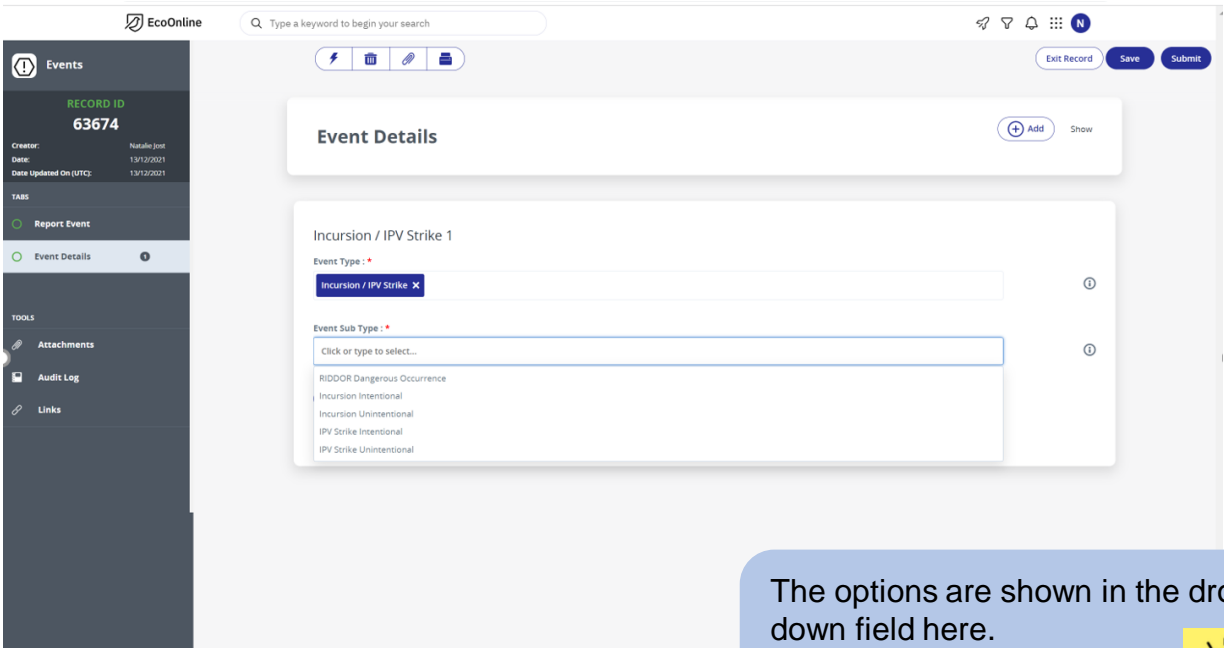 EcoOnline
Type a keyword to begin your search
N
Events
Exit Record
Save
Submit
RECORD ID
63674
Creator: Natalie Jost
Date: 13/12/2021
Date Updated On (UTC): 13/12/2021
TABS
Report Event
Event Details 1
TOOLS
Attachments
Audit Log
Links
Event Details
Add
Show
Incursion / IPV Strike 1
Event Type : *
Incursion / IPV Strike X
Event Sub Type : *
Click or type to select...
RIDDOR Dangerous Occurrence
Incursion Intentional
Incursion Unintentional
IPV Strike Intentional
IPV Strike Unintentional
The options are shown in the dro
down field here.